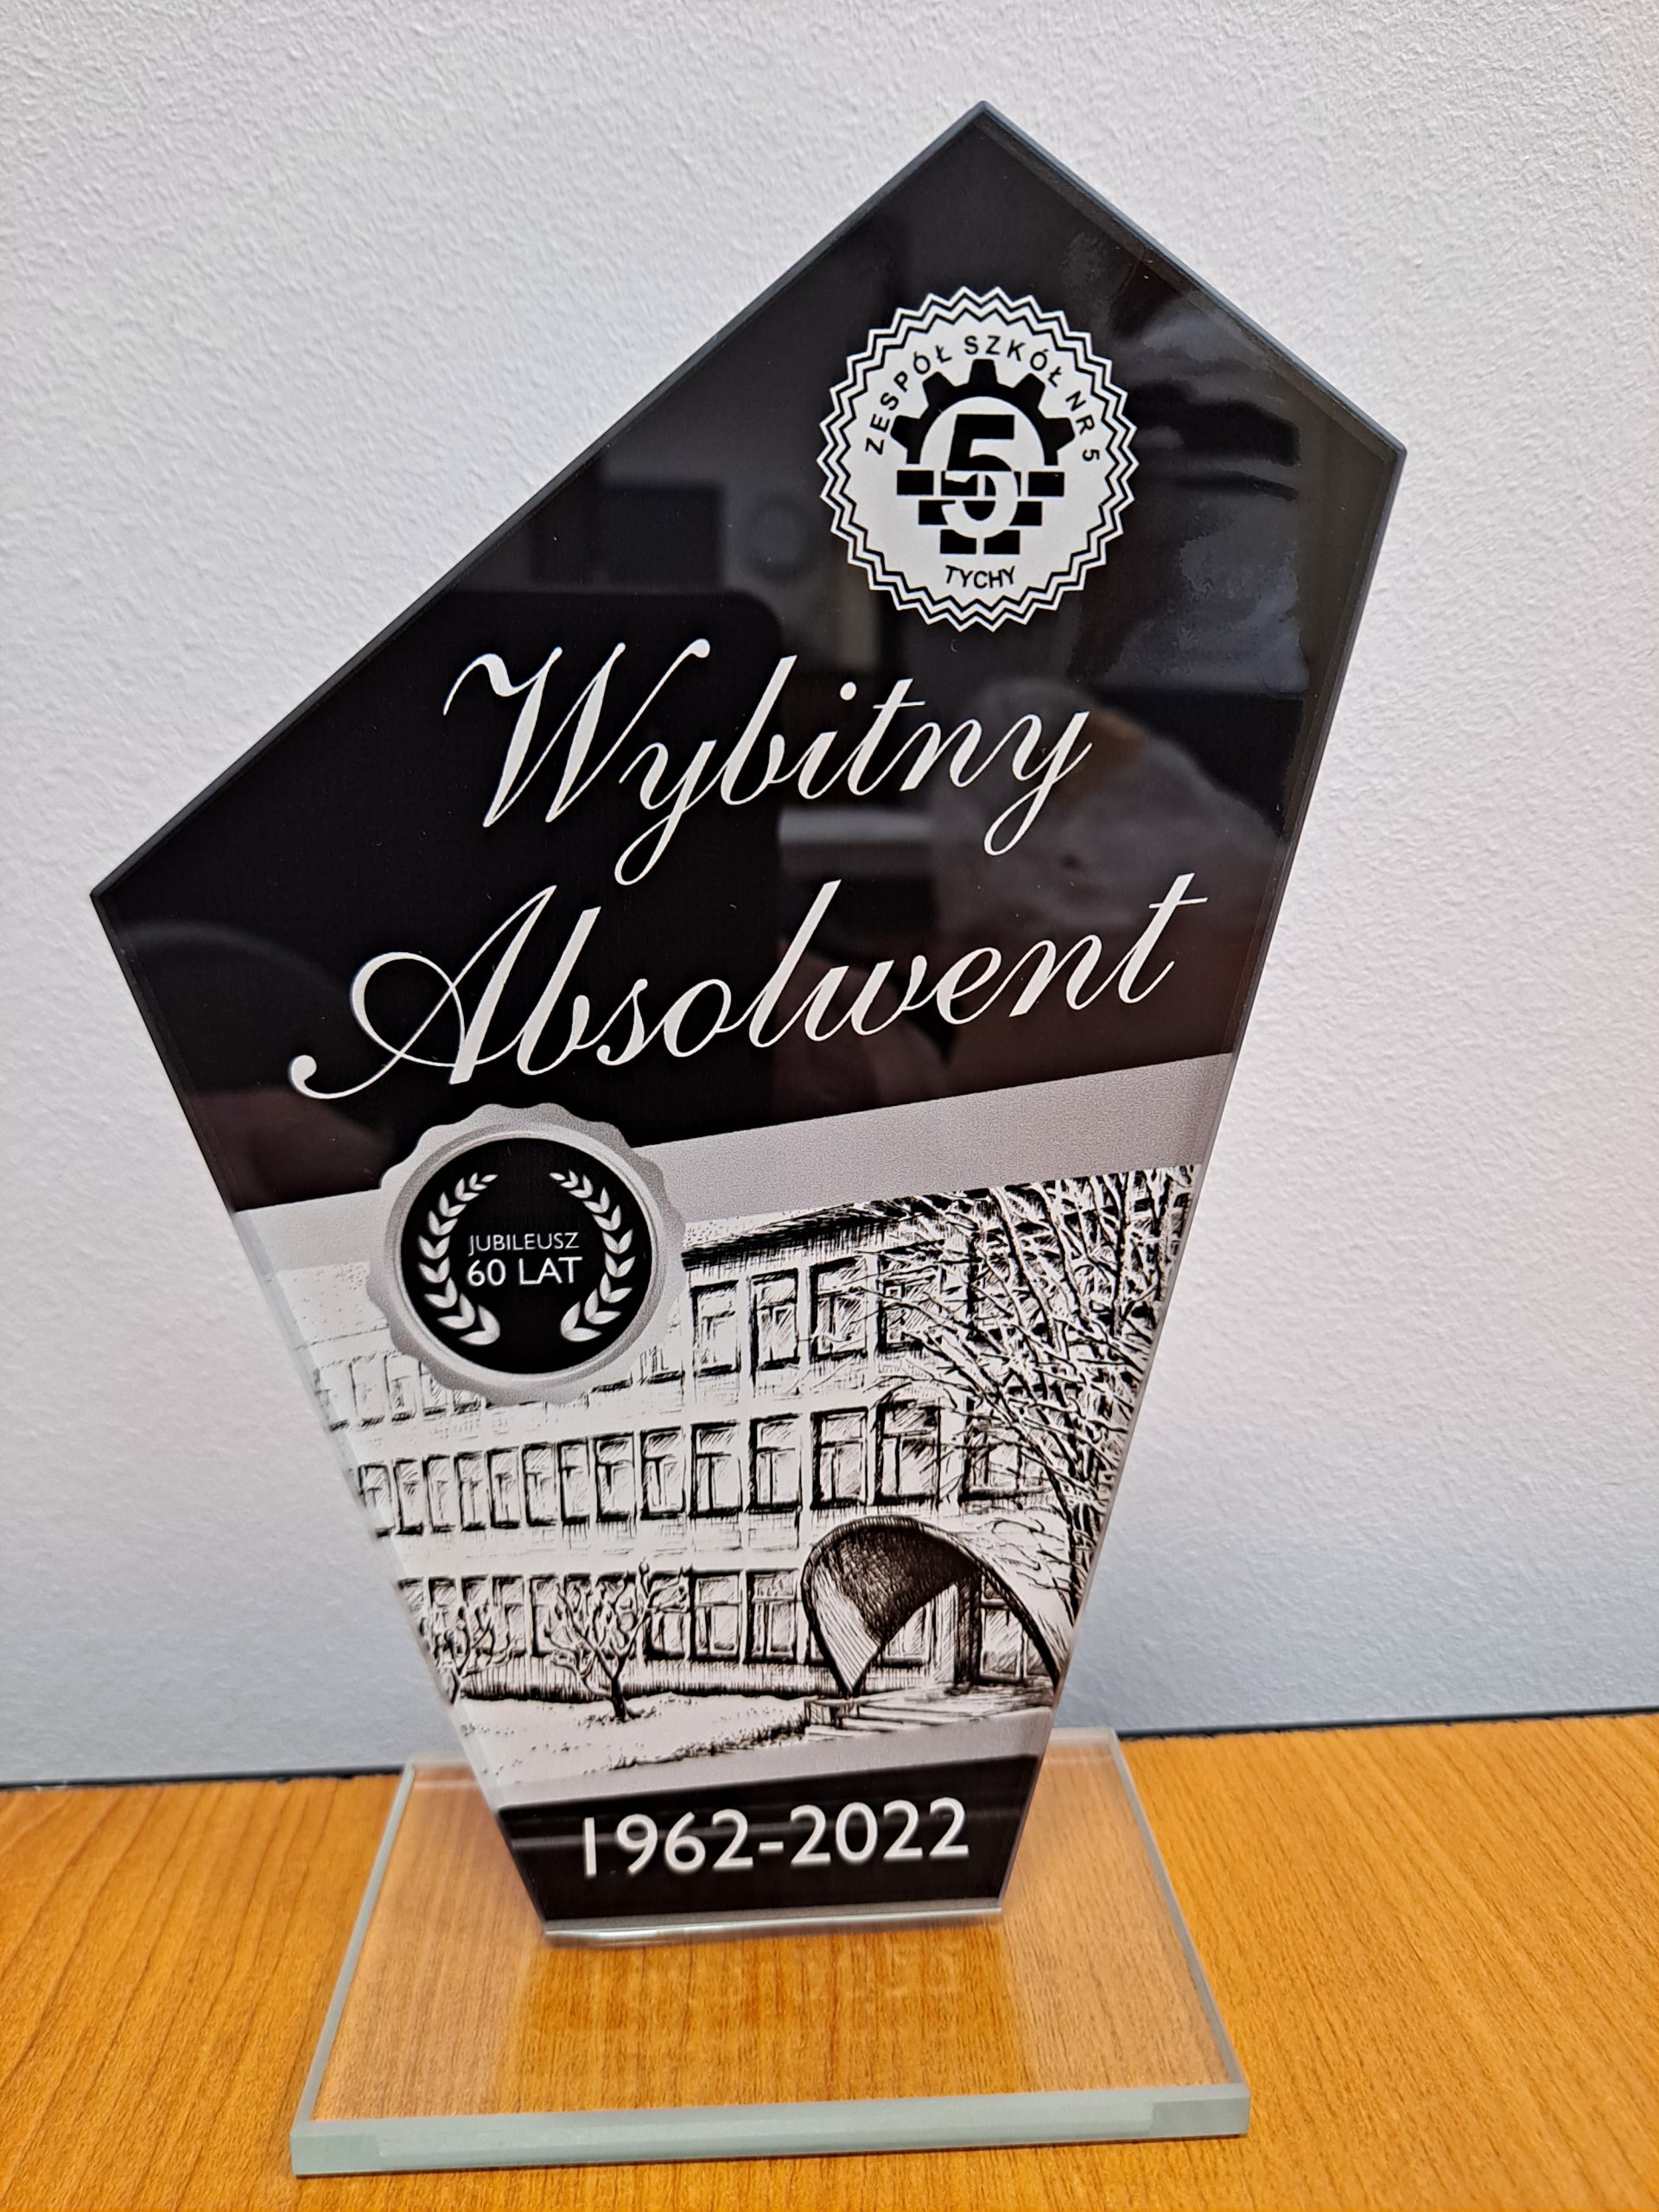 ZESPÓŁ SZKÓŁ NR 5
5
TYCHY
Wybitny
Absolwent
JUBILEUSZ
60 LAT
1962-2022